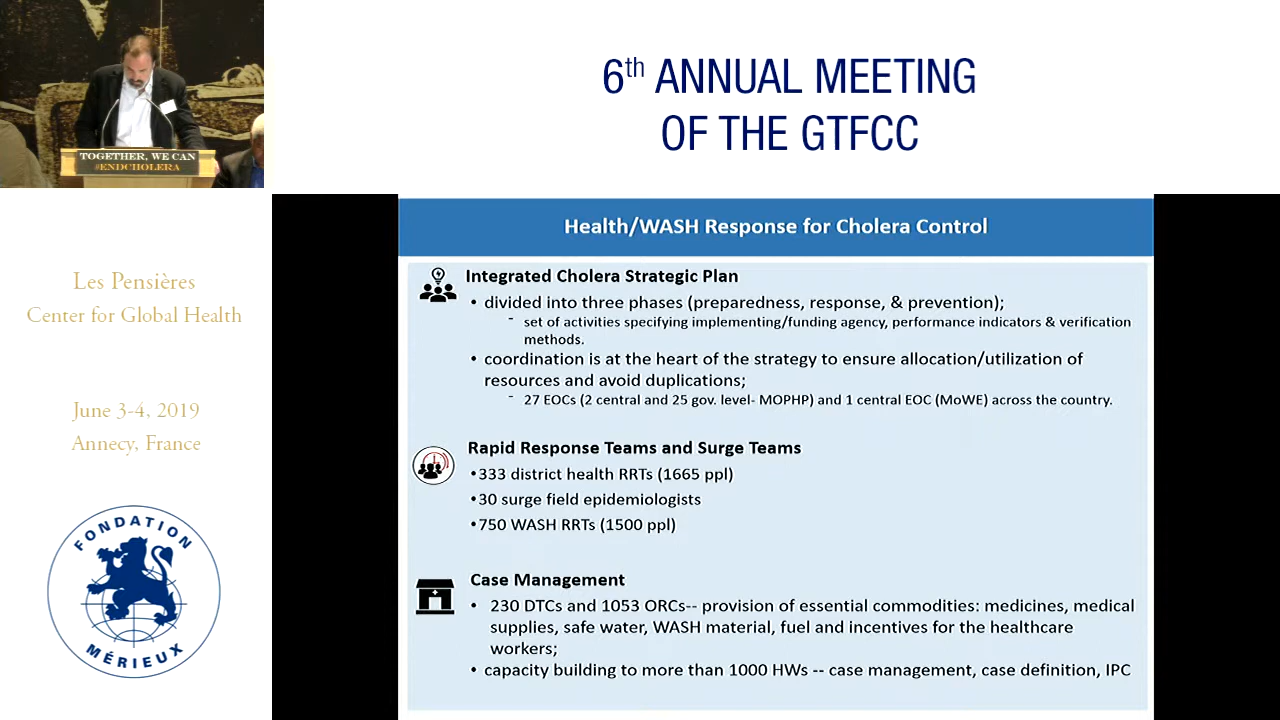 6th ANNUAL MEETING
OF THE GTFCC
TOGETHER, WE CAN
#ENDCHOLERA
Les Pensières
Center for Global Health
June 3-4, 2019
Annecy, France
FONDATION
MÉRIEUX
Health/WASH Response for Cholera Control
Integrated Cholera Strategic Plan
• divided into three phases (preparedness, response, & prevention);
- set of activities specifying implementing/funding agency, performance indicators & verification
methods.
• coordination is at the heart of the strategy to ensure allocation/utilization of
resources and avoid duplications;
- 27 EOCs (2 central and 25 gov. level- MOPHP) and 1 central EOC (MoWE) across the country.
Rapid Response Teams and Surge Teams
•333 district health RRTs (1665 ppl)
•30 surge field epidemiologists
•750 WASH RRTs (1500 ppl)
Case Management
• 230 DTCs and 1053 ORCs-- provision of essential commodities: medicines, medical
supplies, safe water, WASH material, fuel and incentives for the healthcare
workers;
• capacity building to more than 1000 HWs -- case management, case definition, IPC